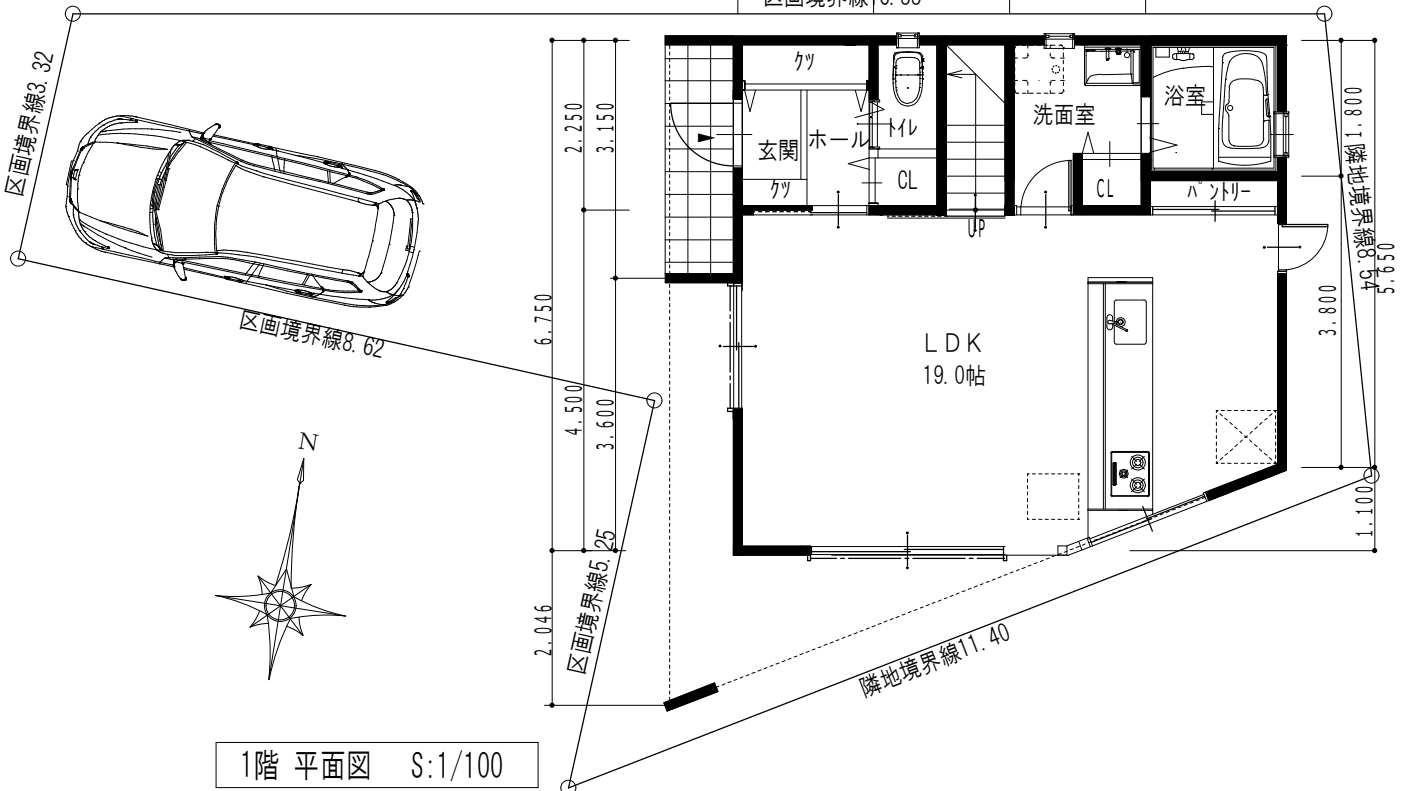 区画境界線3.32
2.250
3.150
クツ
玄関
ホール
クツ
トイレ
CL
UP
洗面室
CL
浴室
パントリー
1.800
隣地境界線8.54
5.650
3.800
1.100
区画境界線8.62
6.750
4.500
3.600
LDK
19.0帖
N
2.046
区画境界線5.25
隣地境界線11.40
1階 平面図 S:1/100